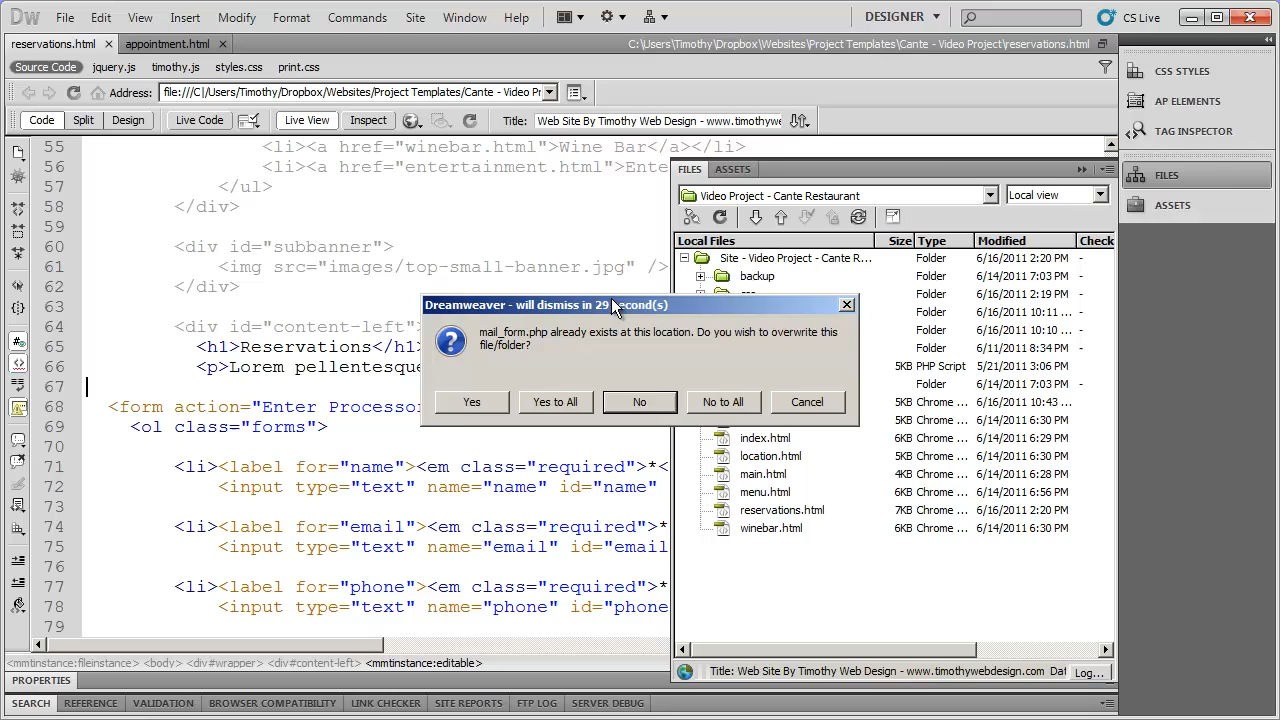 Dw File Edit View Insert Modify Format Commands Site Window Help DESIGNER CS Live
reservations.html appointment.html C:\Users\Timothy\Dropbox\Websites\Project Templates\Cante - Video Project\reservations.html
Source Code jquery.js timothy.js styles.css print.css
Address: file:///C|/Users/Timothy/Dropbox/Websites/Project Templates/Cante - Video Pr
Code Split Design Live Code Live View Inspect Title: Web Site By Timothy Web Design - www.timothywe
55 <li><a href="winebar.html">Wine Bar</a></li>
56 <li><a href="entertainment.html">Ente
57 </ul>
58 </div>
59
60 <div id="subbanner">
61 <img src="images/top-small-banner.jpg" />
62 </div>
63
64 <div id="content-left">
65 <h1>Reservations</h1>
66 <p>Lorem pellentesque
67
68 <form action="Enter Processor
69 <ol class="forms">
70
71 <li><label for="name"><em class="required">*<
72 <input type="text" name="name" id="name"
73
74 <li><label for="email"><em class="required">*
75 <input type="text" name="email" id="email
76
77 <li><label for="phone"><em class="required">*
78 <input type="text" name="phone" id="phone
79
<mmtinstance:fileinstance> <body> <div#wrapper> <div#content-left> <mmtinstance:editable>
PROPERTIES
SEARCH REFERENCE VALIDATION BROWSER COMPATIBILITY LINK CHECKER SITE REPORTS FTP LOG SERVER DEBUG
Dreamweaver - will dismiss in 29 second(s)
mail_form.php already exists at this location. Do you wish to overwrite this
file/folder?
Yes Yes to All No No to All Cancel
FILES ASSETS
Video Project - Cante Restaurant Local view
Local Files Size Type Modified Check
Site - Video Project - Cante R... Folder 6/16/2011 2:20 PM -
backup Folder 6/14/2011 7:03 PM -
Folder 6/16/2011 2:19 PM -
Folder 6/16/2011 10:11 ... -
Folder 6/16/2011 10:10 ... -
Folder 6/11/2011 8:34 PM -
5KB PHP Script 5/21/2011 3:06 PM
Folder 6/14/2011 7:03 PM -
5KB Chrome ... 6/16/2011 10:43 ...
5KB Chrome ... 6/14/2011 6:30 PM
index.html 6KB Chrome ... 6/14/2011 6:29 PM
location.html 5KB Chrome ... 6/14/2011 6:30 PM
main.html 4KB Chrome ... 6/14/2011 6:28 PM
menu.html 6KB Chrome ... 6/14/2011 6:56 PM
reservations.html 7KB Chrome ... 6/16/2011 2:20 PM
winebar.html 6KB Chrome ... 6/14/2011 6:30 PM
Title: Web Site By Timothy Web Design - www.timothywebdesign.com Dat Log...
CSS STYLES
AP ELEMENTS
TAG INSPECTOR
FILES
ASSETS